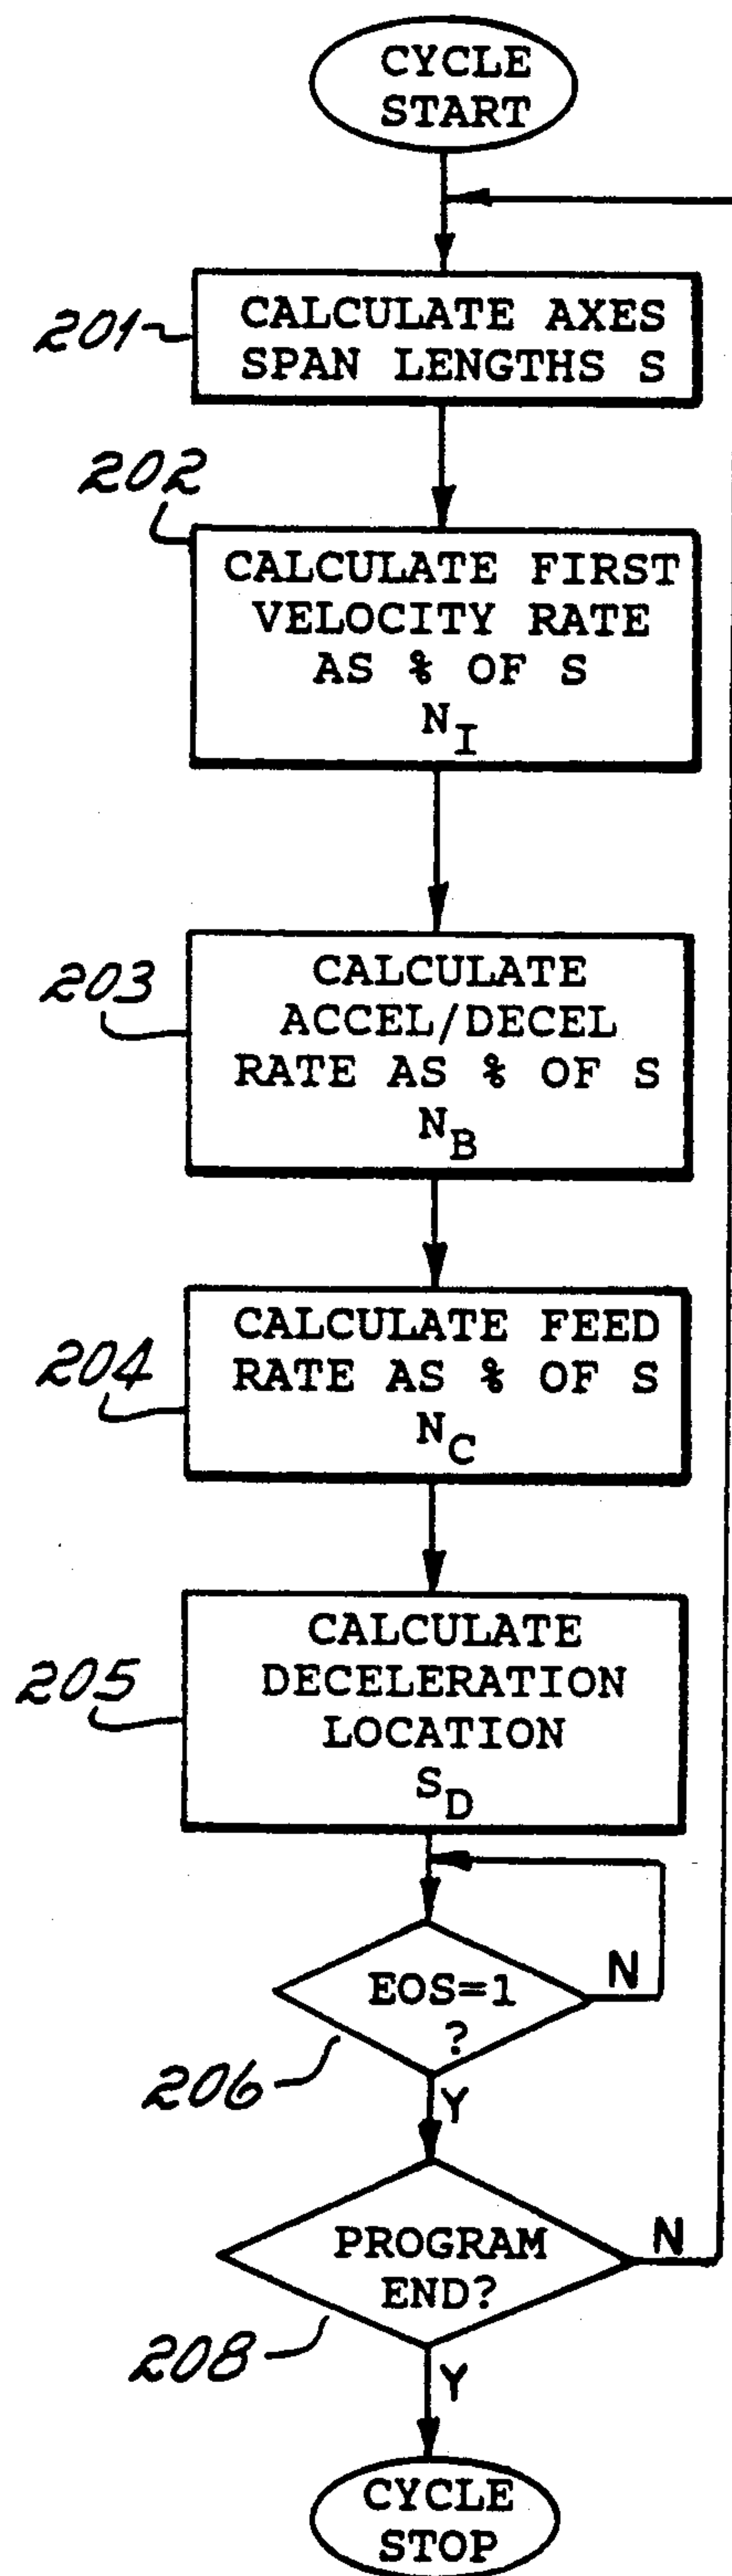 CYCLE
START
201
CALCULATE AXES
SPAN LENGTHS S
202
CALCULATE FIRST
VELOCITY RATE
AS % OF S
N_I
203
CALCULATE
ACCEL/DECEL
RATE AS % OF S
N_B
204
CALCULATE FEED
RATE AS % OF S
N_C
205
CALCULATE
DECELERATION
LOCATION
S_D
EOS=1
?
N
206
Y
PROGRAM
END?
N
208
Y
CYCLE
STOP